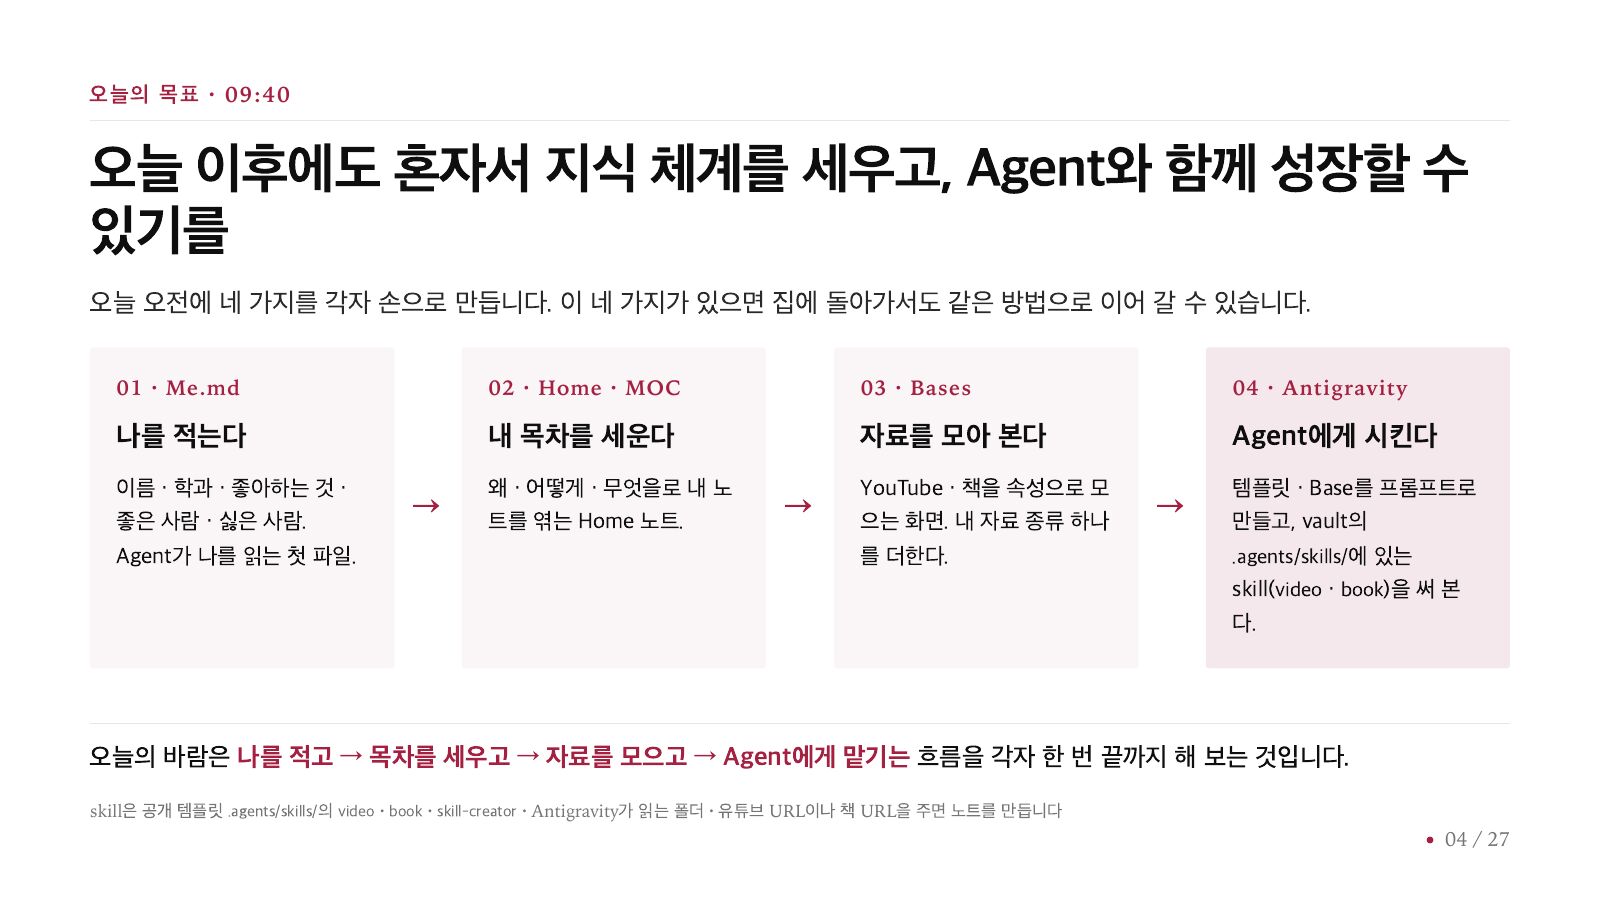 오늘의 목표 · 09:40
오늘 이후에도 혼자서 지식 체계를 세우고, Agent와 함께 성장할 수
있기를
오늘 오전에 네 가지를 각자 손으로 만듭니다. 이 네 가지가 있으면 집에 돌아가서도 같은 방법으로 이어 갈 수 있습니다.
01 · Me.md
나를 적는다
이름 · 학과 · 좋아하는 것 ·
좋은 사람 · 싫은 사람.
Agent가 나를 읽는 첫 파일.
→
02 · Home · MOC
내 목차를 세운다
왜 · 어떻게 · 무엇을로 내 노
트를 엮는 Home 노트.
→
03 · Bases
자료를 모아 본다
YouTube · 책을 속성으로 모
으는 화면. 내 자료 종류 하나
를 더한다.
→
04 · Antigravity
Agent에게 시킨다
템플릿 · Base를 프롬프트로
만들고, vault의
.agents/skills/에 있는
skill(video · book)을 써 본
다.
오늘의 바람은 나를 적고 → 목차를 세우고 → 자료를 모으고 → Agent에게 맡기는 흐름을 각자 한 번 끝까지 해 보는 것입니다.
skill은 공개 템플릿 .agents/skills/의 video · book · skill-creator · Antigravity가 읽는 폴더 · 유튜브 URL이나 책 URL을 주면 노트를 만듭니다
• 04 / 27